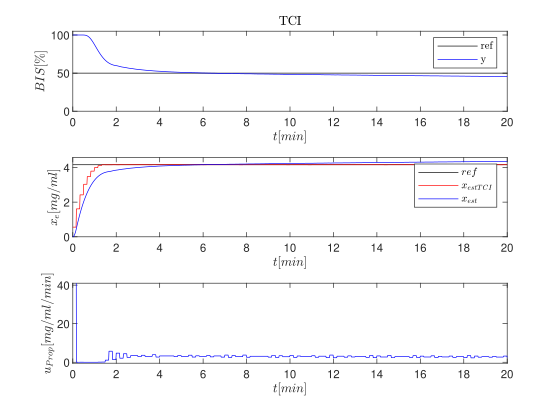 TCI
100
50
0
BIS[%]
ref
y
0 2 4 6 8 10 12 14 16 18 20
t[min]
4
2
0
x_e[mg/ml]
ref
x_estTCI
x_est
0 2 4 6 8 10 12 14 16 18 20
t[min]
40
20
0
u_Prop[mg/ml/min]
0 2 4 6 8 10 12 14 16 18 20
t[min]